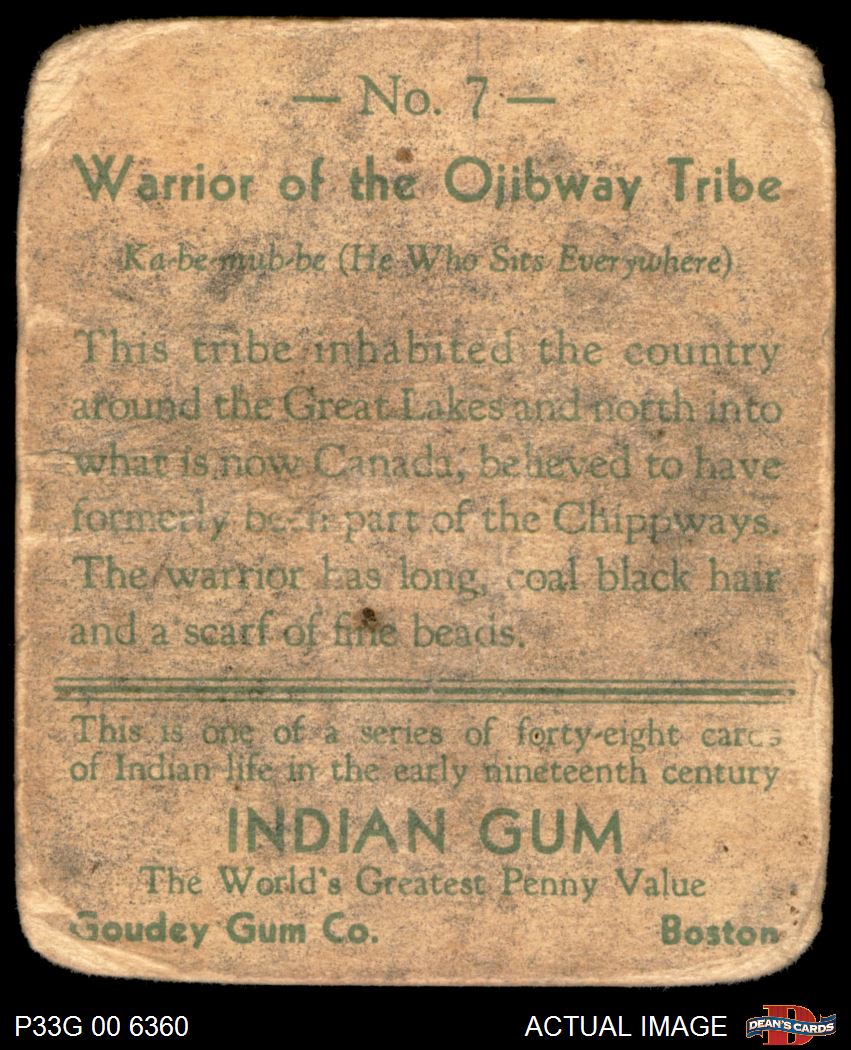 — No. 7 —
Warrior of the Ojibway Tribe
Ka-be-mub-be (He Who Sits Everywhere)
This tribe inhabited the country
around the Great Lakes and north into
what is now Canada, believed to have
formerly been part of the Chippways.
The warrior has long, coal black hair
and a scarf of fine beads.
This is one of a series of forty-eight cards
of Indian life in the early nineteenth century
INDIAN GUM
The World's Greatest Penny Value
Goudey Gum Co. Boston
P33G 00 6360 ACTUAL IMAGE DEAN'S CARDS